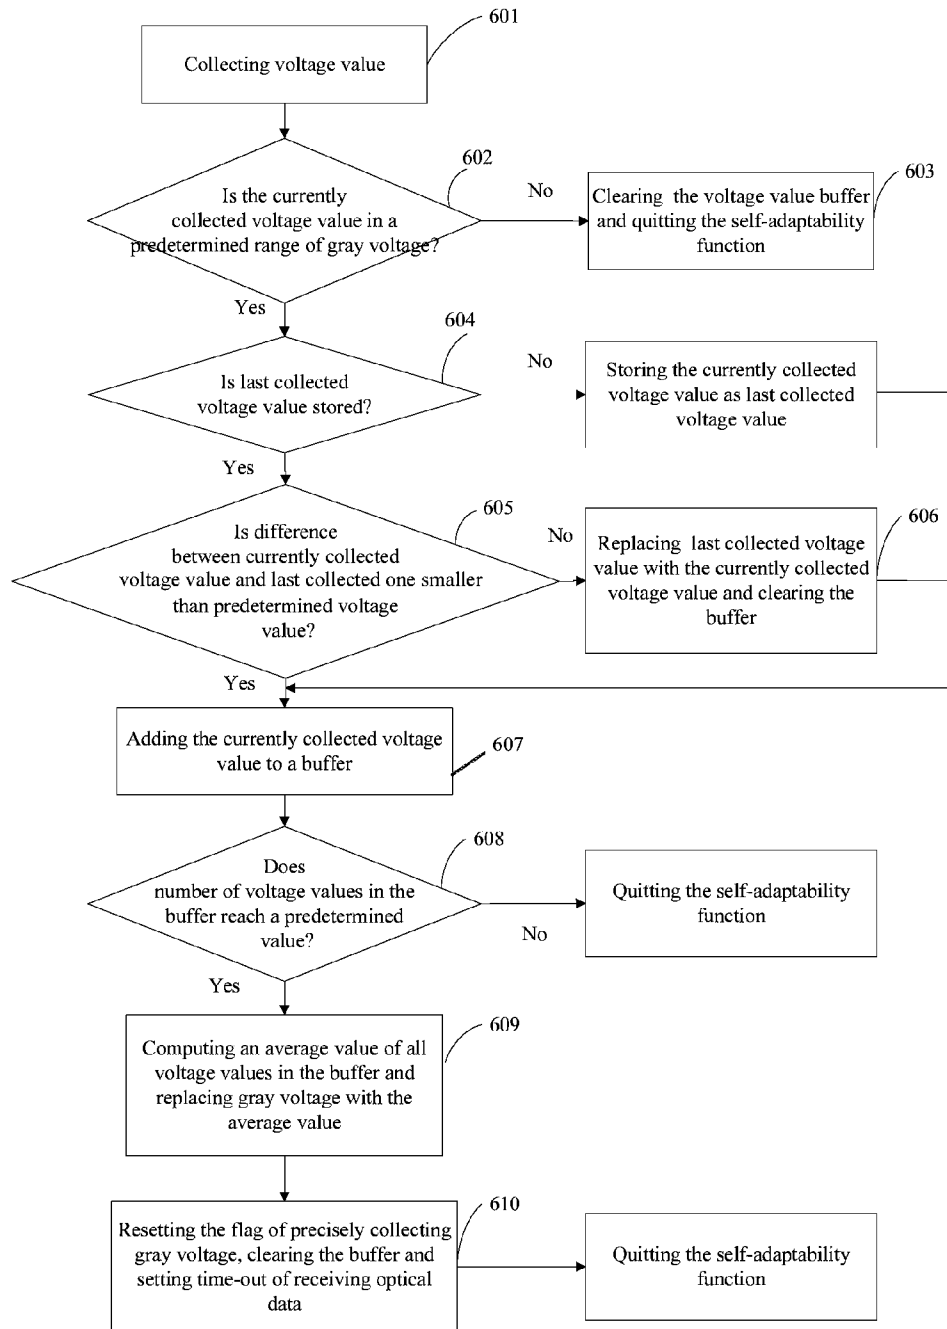 601
Collecting voltage value
602
Is the currently
collected voltage value in a
predetermined range of gray voltage?
No
603
Clearing the voltage value buffer
and quitting the self-adaptability
function
Yes
604
Is last collected
voltage value stored?
No
Storing the currently collected
voltage value as last collected
voltage value
Yes
605
Is difference
between currently collected
voltage value and last collected one smaller
than predetermined voltage
value?
No
606
Replacing last collected voltage
value with the currently collected
voltage value and clearing the
buffer
Yes
Adding the currently collected voltage
value to a buffer
607
608
Does
number of voltage values in the
buffer reach a predetermined
value?
No
Quitting the self-adaptability
function
Yes
609
Computing an average value of all
voltage values in the buffer and
replacing gray voltage with the
average value
610
Resetting the flag of precisely collecting
gray voltage, clearing the buffer and
setting time-out of receiving optical
data
Quitting the self-adaptability
function